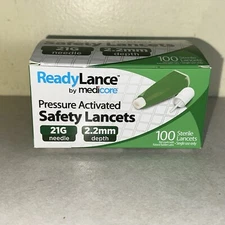 ReadyLance
by medicore
Pressure Activated
Safety Lancets
21G
needle
2.2mm
depth
100
Sterile
Lancets